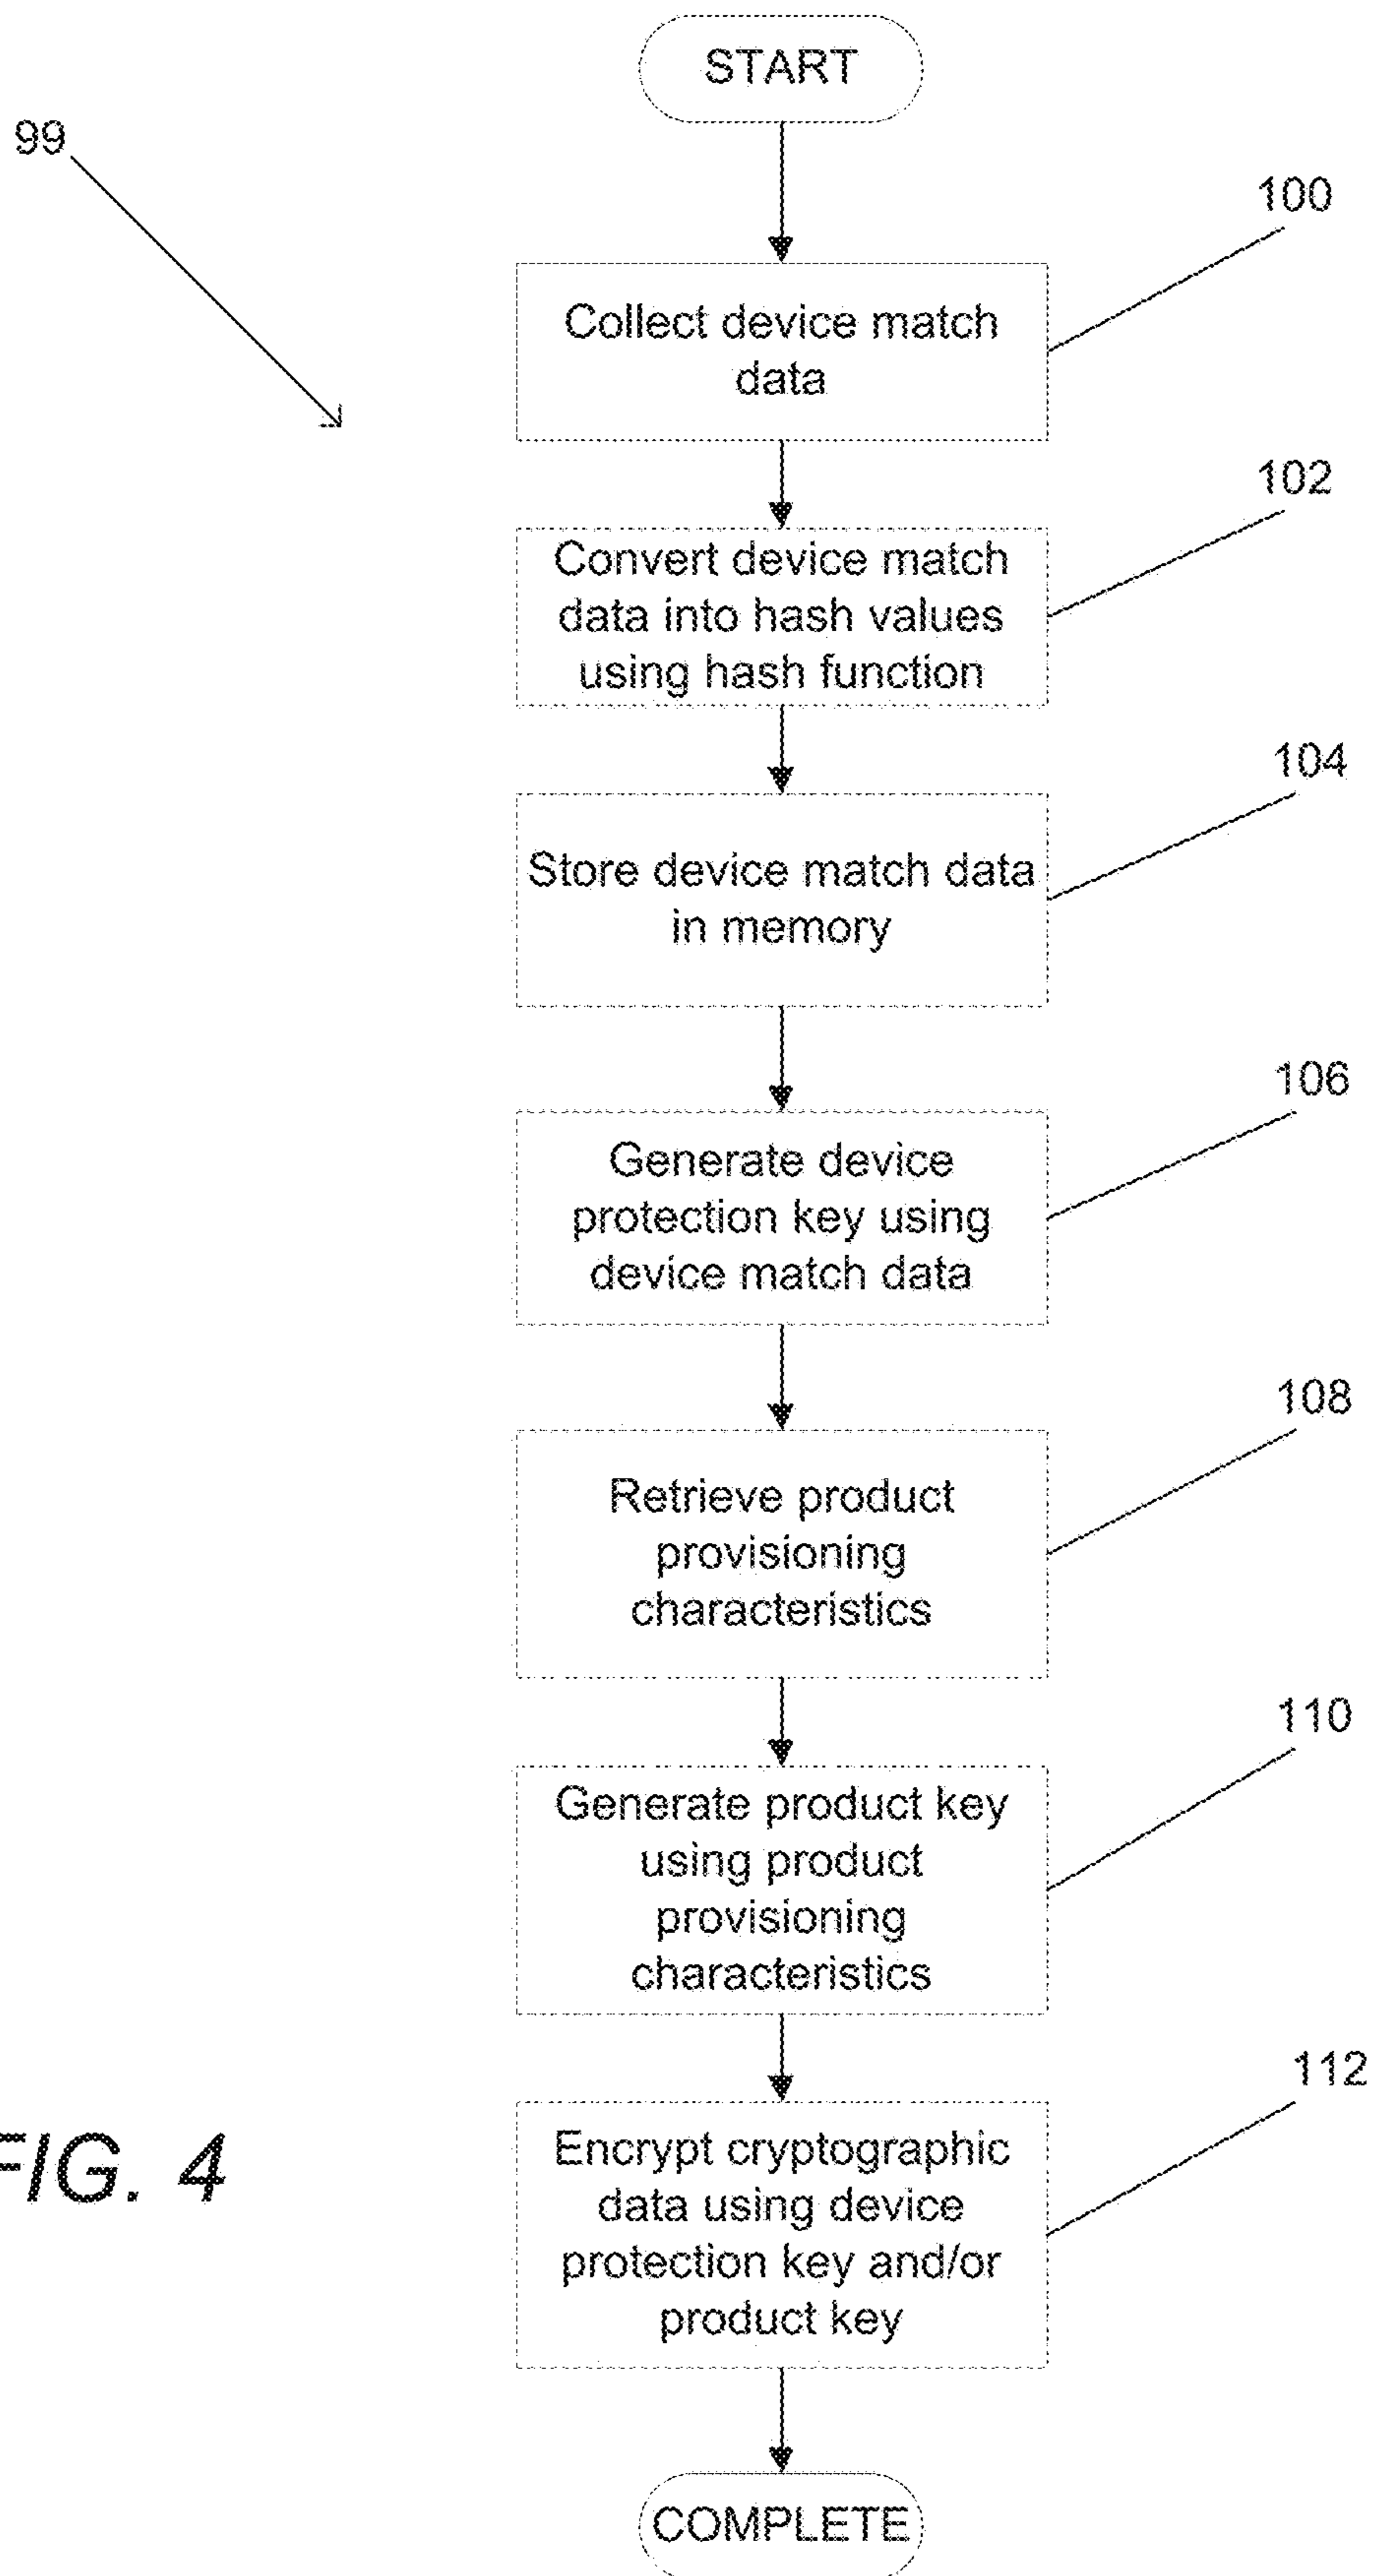 START
99
100
Collect device match
data
102
Convert device match
data into hash values
using hash function
104
Store device match data
in memory
106
Generate device
protection key using
device match data
108
Retrieve product
provisioning
characteristics
110
Generate product key
using product
provisioning
characteristics
112
Encrypt cryptographic
data using device
protection key and/or
product key
FIG. 4
COMPLETE